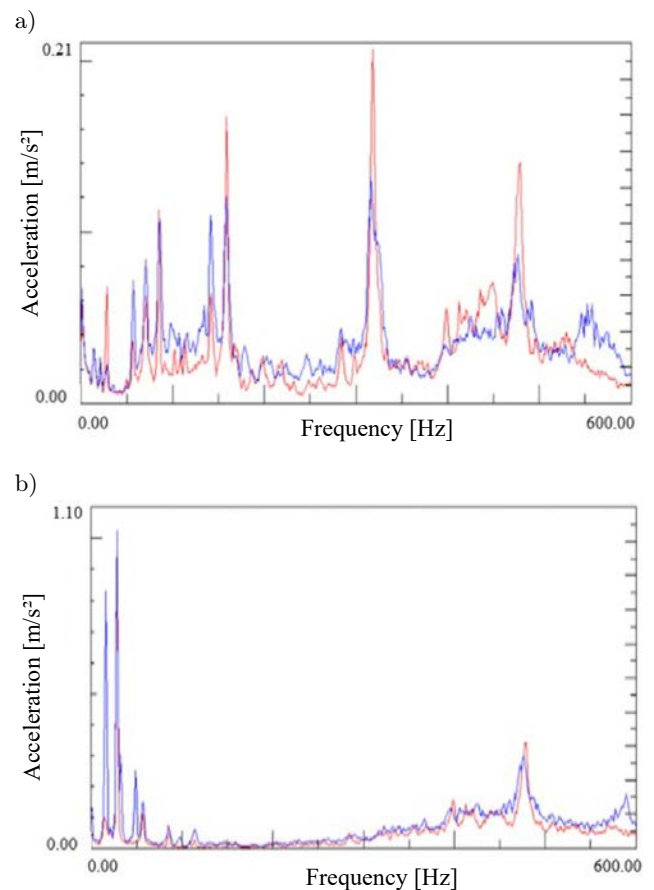 a)
0.21
Acceleration [m/s²]
0.00
0.00
Frequency [Hz]
600.00
b)
1.10
Acceleration [m/s²]
0.00
0.00
Frequency [Hz]
600.00